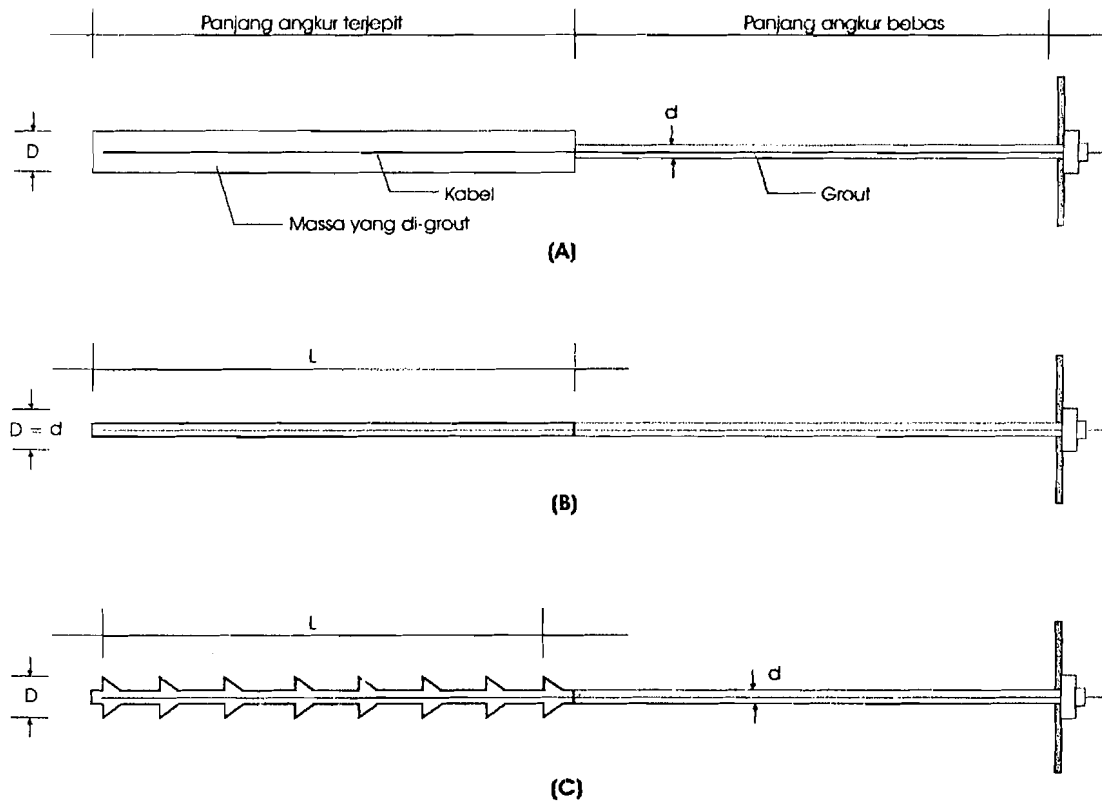 Panjang angkur terjepit
Panjang angkur bebas
D
d
Kabel
Grout
Massa yang di-grout
(A)
L
D = d
(B)
L
D
d
(C)